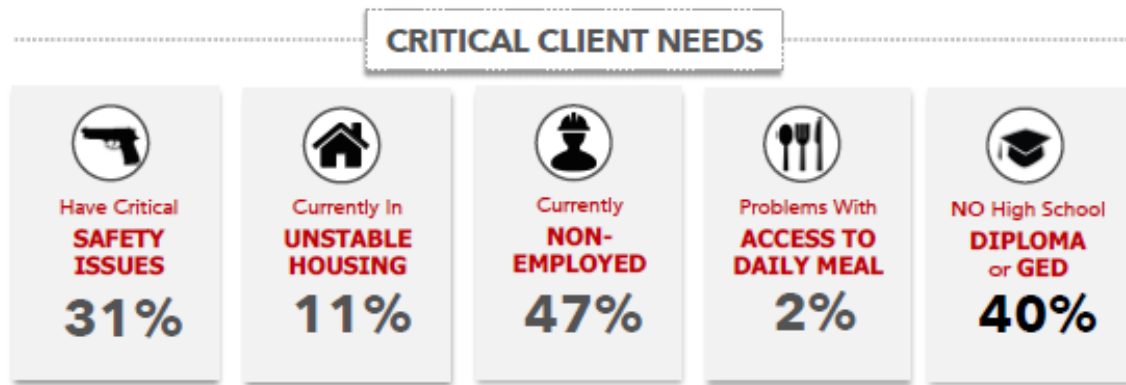 CRITICAL CLIENT NEEDS
Have Critical
SAFETY
ISSUES
31%
Currently In
UNSTABLE
HOUSING
11%
Currently
NON-
EMPLOYED
47%
Problems With
ACCESS TO
DAILY MEAL
2%
NO High School
DIPLOMA
or GED
40%